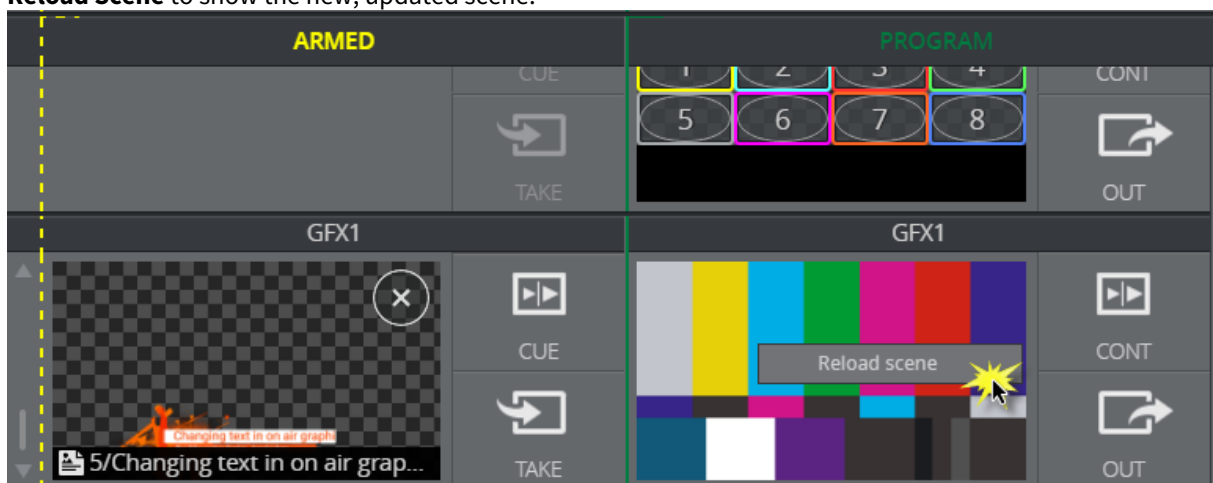 Reload Scene to show the new, updated scene:
ARMED
PROGRAM
CUE
1 2 3 4
CONT
5 6 7 8
TAKE
OUT
GFX1
GFX1
CUE
CONT
Reload scene
Changing text in on air graphi
5/Changing text in on air grap...
TAKE
OUT